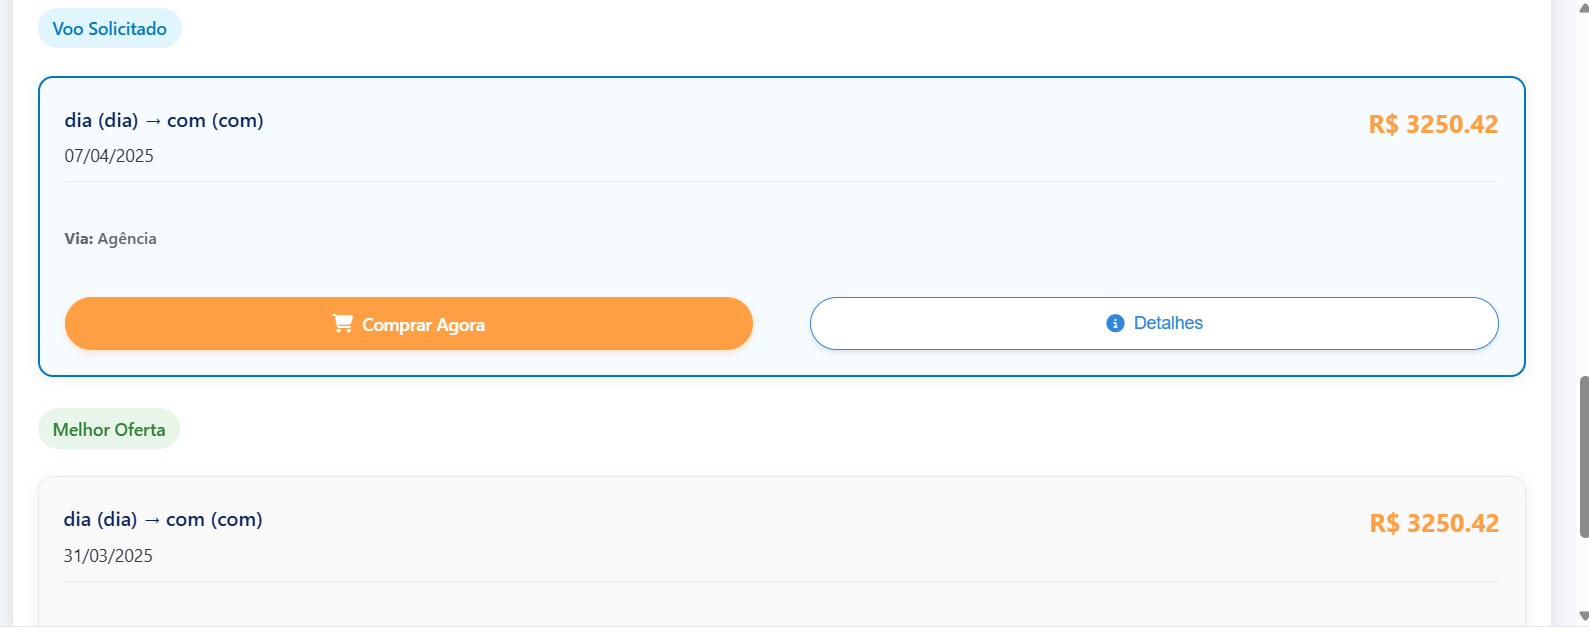 Voo Solicitado
dia (dia) → com (com)
R$ 3250.42
07/04/2025
Via: Agência
Comprar Agora
Detalhes
Melhor Oferta
dia (dia) → com (com)
R$ 3250.42
31/03/2025